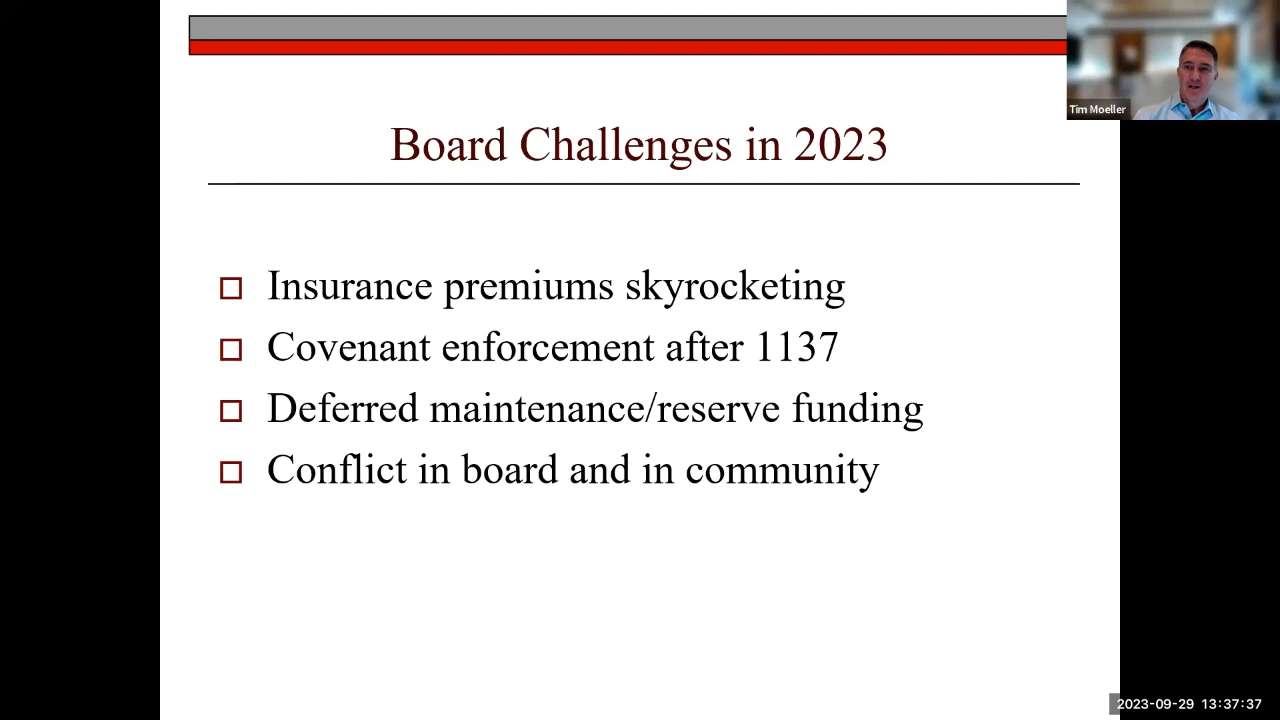 Tim Moeller
Board Challenges in 2023
Insurance premiums skyrocketing
Covenant enforcement after 1137
Deferred maintenance/reserve funding
Conflict in board and in community
2023-09-29 13:37:37